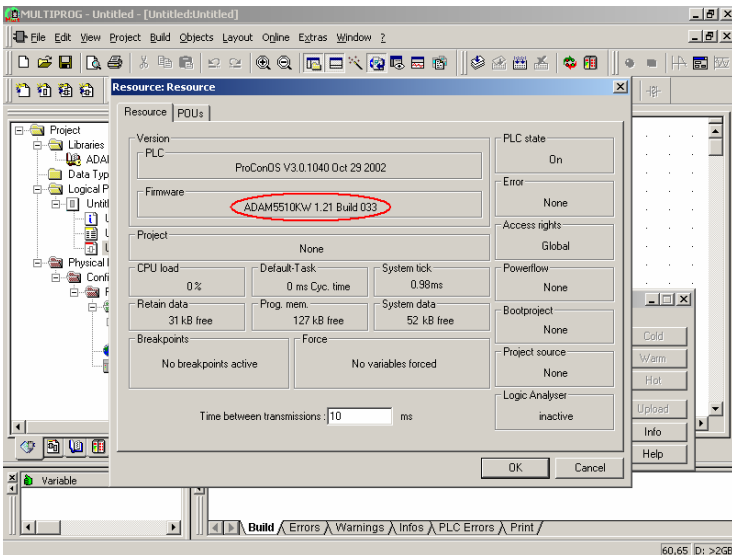 MULTIPROG - Untitled - [Untitled:Untitled]
File Edit View Project Build Objects Layout Online Extras Window ?
Resource: Resource
Resource POUs
Project
Libraries
ADAI
Data Typ
Logical P
Untitl
Physical I
Confi
Version
PLC
ProConOS V3.0.1040 Oct 29 2002
Firmware
ADAM5510KW 1.21 Build 033
Project
None
CPU load
0 %
Default-Task
0 ms Cyc. time
System tick
0.98ms
Retain data
31 kB free
Prog. mem.
127 kB free
System data
52 kB free
Breakpoints
No breakpoints active
Force
No variables forced
Time between transmissions : 10 ms
PLC state
On
Error
None
Access rights
Global
Powerflow
None
Bootproject
None
Project source
None
Logic Analyser
inactive
OK Cancel
Cold
Warm
Hot
Upload
Info
Help
Variable
Build Errors Warnings Infos PLC Errors Print
60,65 D: >2GB